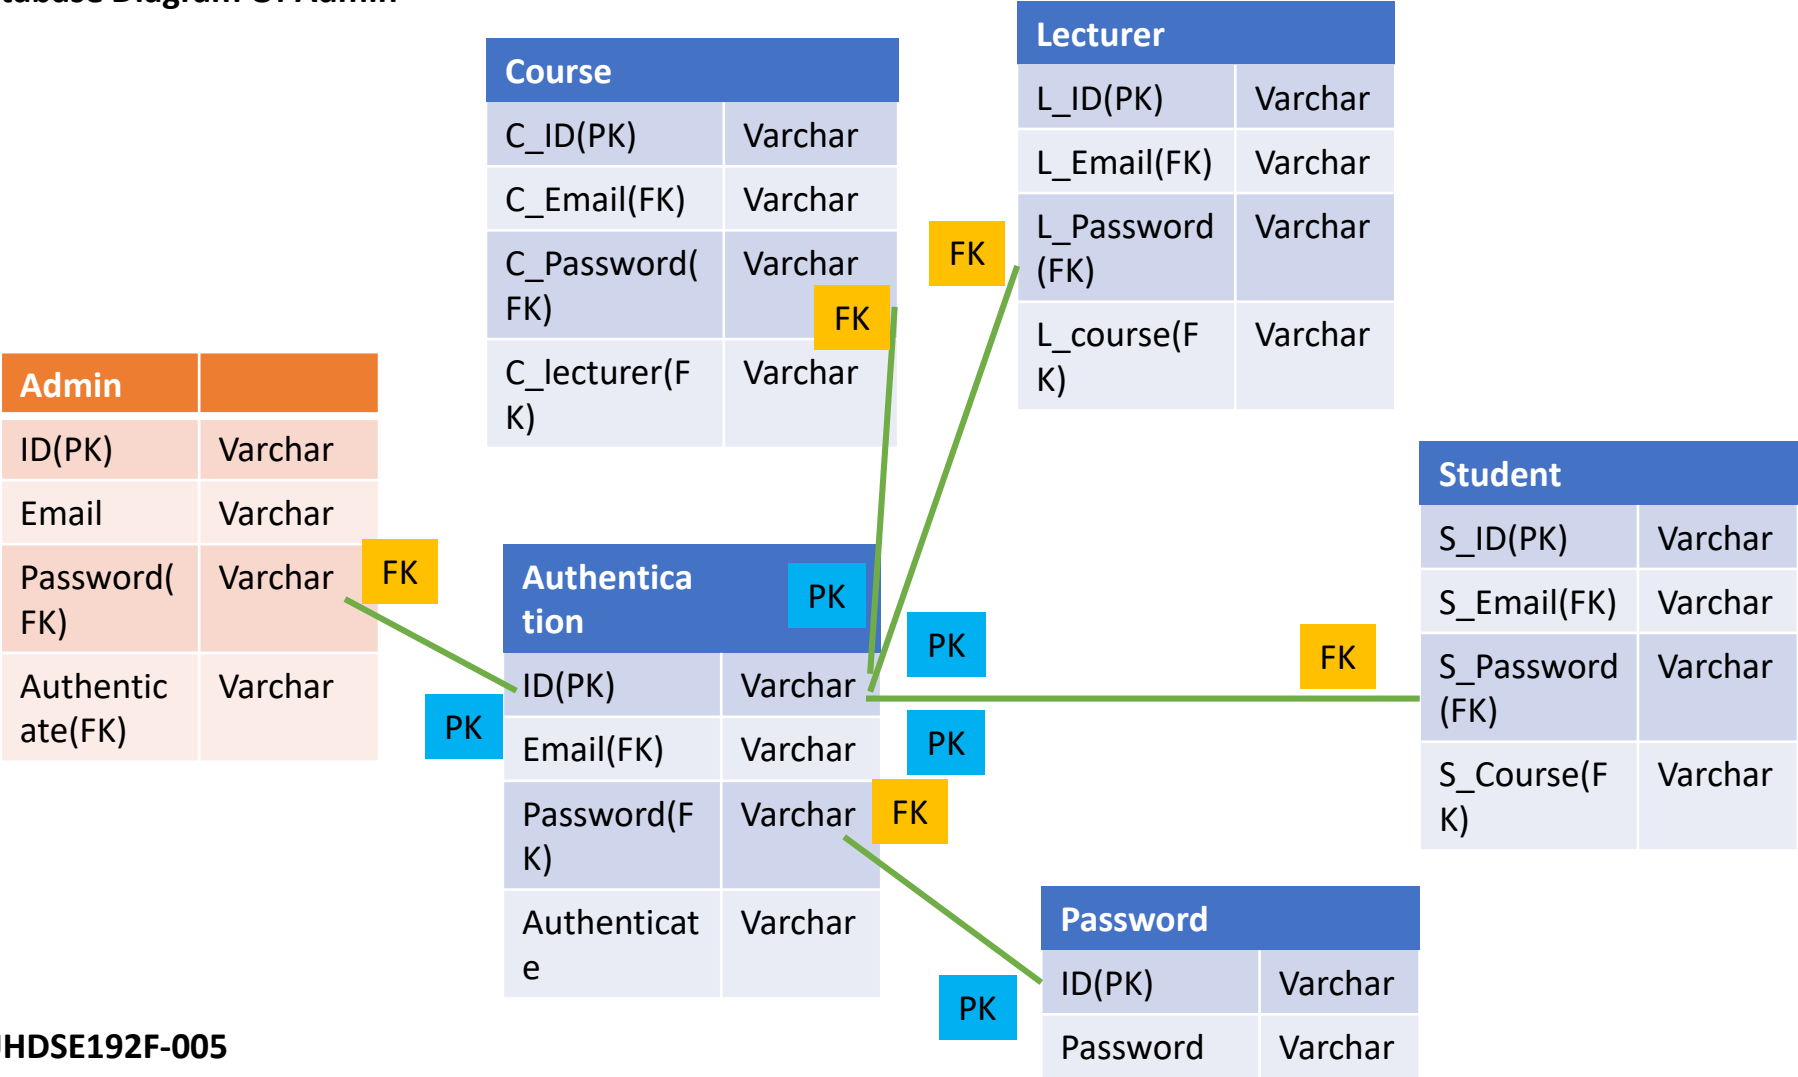 Database Diagram Of Admin
Course
C_ID(PK) Varchar
C_Email(FK) Varchar
C_Password( Varchar
FK)
C_lecturer(F Varchar
K)
FK
Lecturer
L_ID(PK) Varchar
L_Email(FK) Varchar
L_Password Varchar
(FK)
L_course(F Varchar
K)
FK
Admin
ID(PK) Varchar
Email Varchar
Password( Varchar
FK)
Authentic Varchar
ate(FK)
FK
PK
Authentica
tion
PK
ID(PK) Varchar
Email(FK) Varchar
Password(F Varchar
K)
Authenticat Varchar
e
PK
PK
FK
FK
Student
S_ID(PK) Varchar
S_Email(FK) Varchar
S_Password Varchar
(FK)
S_Course(F Varchar
K)
Password
ID(PK) Varchar
Password Varchar
PK
HDSE192F-005